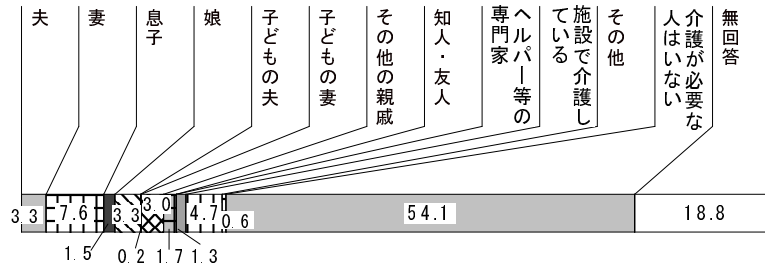 夫
妻
息子
娘
子どもの夫
子どもの妻
その他の親戚
知人・友人
ヘルパー等の
専門家
施設で介護し
ている
その他
介護が必要な
人はいない
無回答
3.3
7.6
1.5
3.3
0.2
3.0
1.7
1.3
4.7
0.6
54.1
18.8